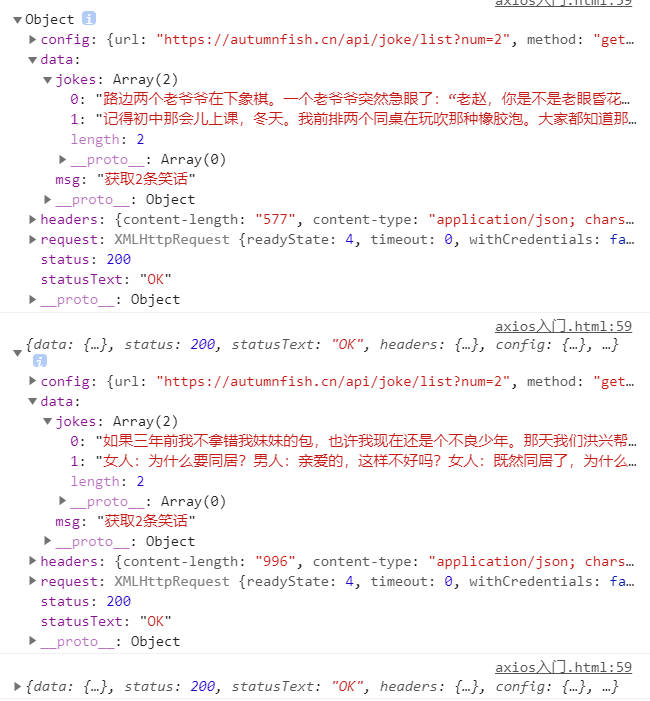 axios入门.html:59
Object i
config: {url: "https://autumnfish.cn/api/joke/list?num=2", method: "get…
data:
jokes: Array(2)
0: "路边两个老爷爷在下象棋。一个老爷爷突然急眼了：“老赵，你是不是老眼昏花…
1: "记得初中那会儿上课，冬天。我前排两个同桌在玩吹那种橡胶泡。大家都知道那…
length: 2
__proto__: Array(0)
msg: "获取2条笑话"
__proto__: Object
headers: {content-length: "577", content-type: "application/json; chars…
request: XMLHttpRequest {readyState: 4, timeout: 0, withCredentials: fa…
status: 200
statusText: "OK"
__proto__: Object
axios入门.html:59
{data: {…}, status: 200, statusText: "OK", headers: {…}, config: {…}, …}
i
config: {url: "https://autumnfish.cn/api/joke/list?num=2", method: "get…
data:
jokes: Array(2)
0: "如果三年前我不拿错我妹妹的包，也许我现在还是个不良少年。那天我们洪兴帮…
1: "女人：为什么要同居？男人：亲爱的，这样不好吗？女人：既然同居了，为什么…
length: 2
__proto__: Array(0)
msg: "获取2条笑话"
__proto__: Object
headers: {content-length: "996", content-type: "application/json; chars…
request: XMLHttpRequest {readyState: 4, timeout: 0, withCredentials: fa…
status: 200
statusText: "OK"
__proto__: Object
axios入门.html:59
{data: {…}, status: 200, statusText: "OK", headers: {…}, config: {…}, …}